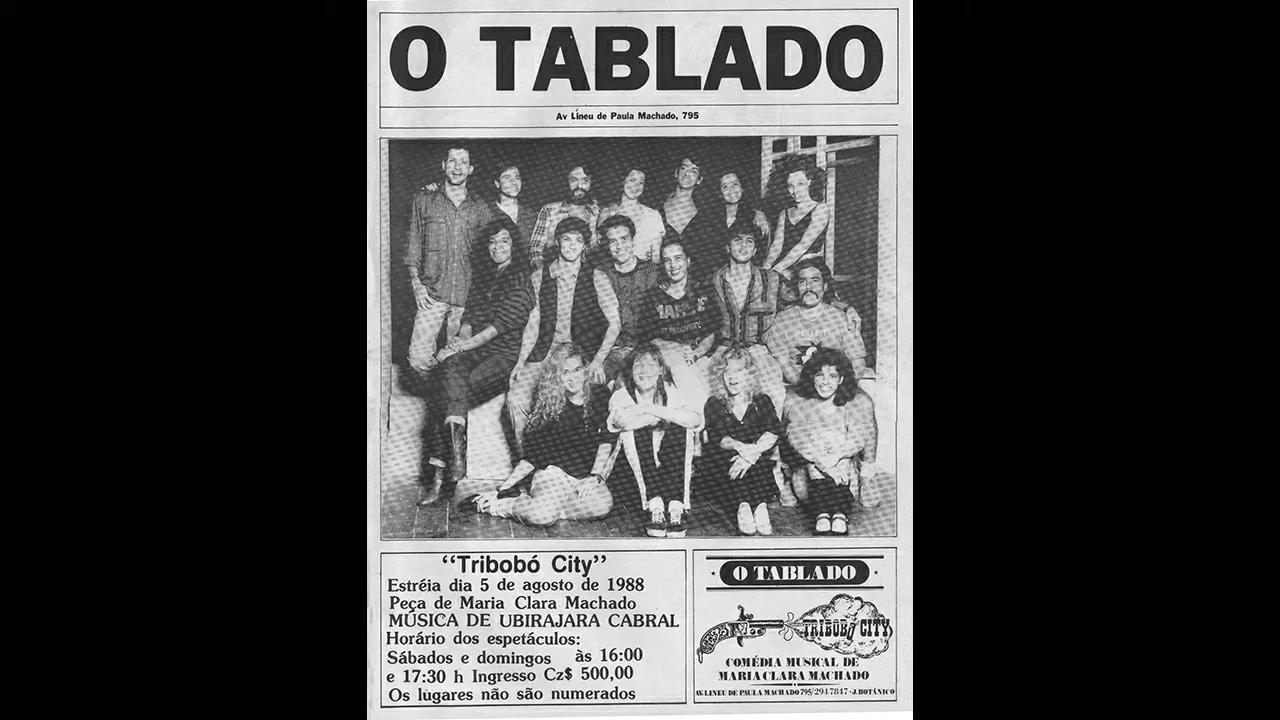 O TABLADO
Av Líneu de Paula Machado, 795
“Tribobó City”
Estréia dia 5 de agosto de 1988
Peça de Maria Clara Machado
MÚSICA DE UBIRAJARA CABRAL
Horário dos espetáculos:
Sábados e domingos às 16:00
e 17:30 h Ingresso Cz$ 500,00
Os lugares não são numerados
O TABLADO
TRIBOBÓ CITY
COMÉDIA MUSICAL DE
MARIA CLARA MACHADO
AV. LINEU DE PAULA MACHADO 795/2947847·J.BOTÂNICO